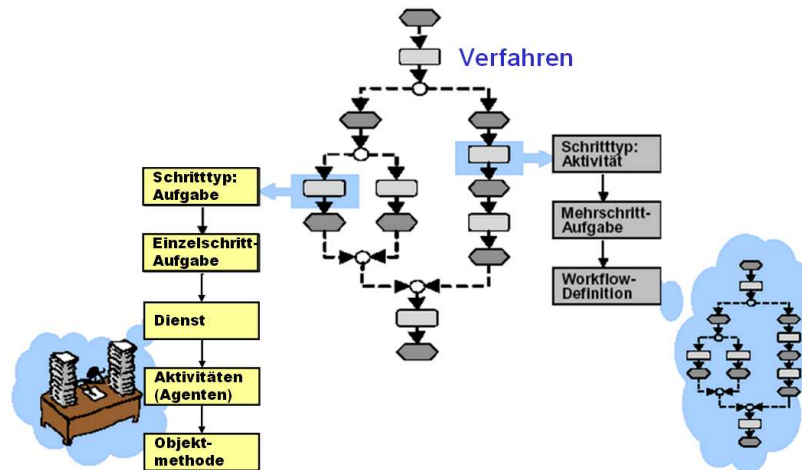 Verfahren
Schritttyp:
Aufgabe
Einzelschritt-
Aufgabe
Dienst
Aktivitäten
(Agenten)
Objekt-
methode
Schritttyp:
Aktivität
Mehrschritt-
Aufgabe
Workflow-
Definition